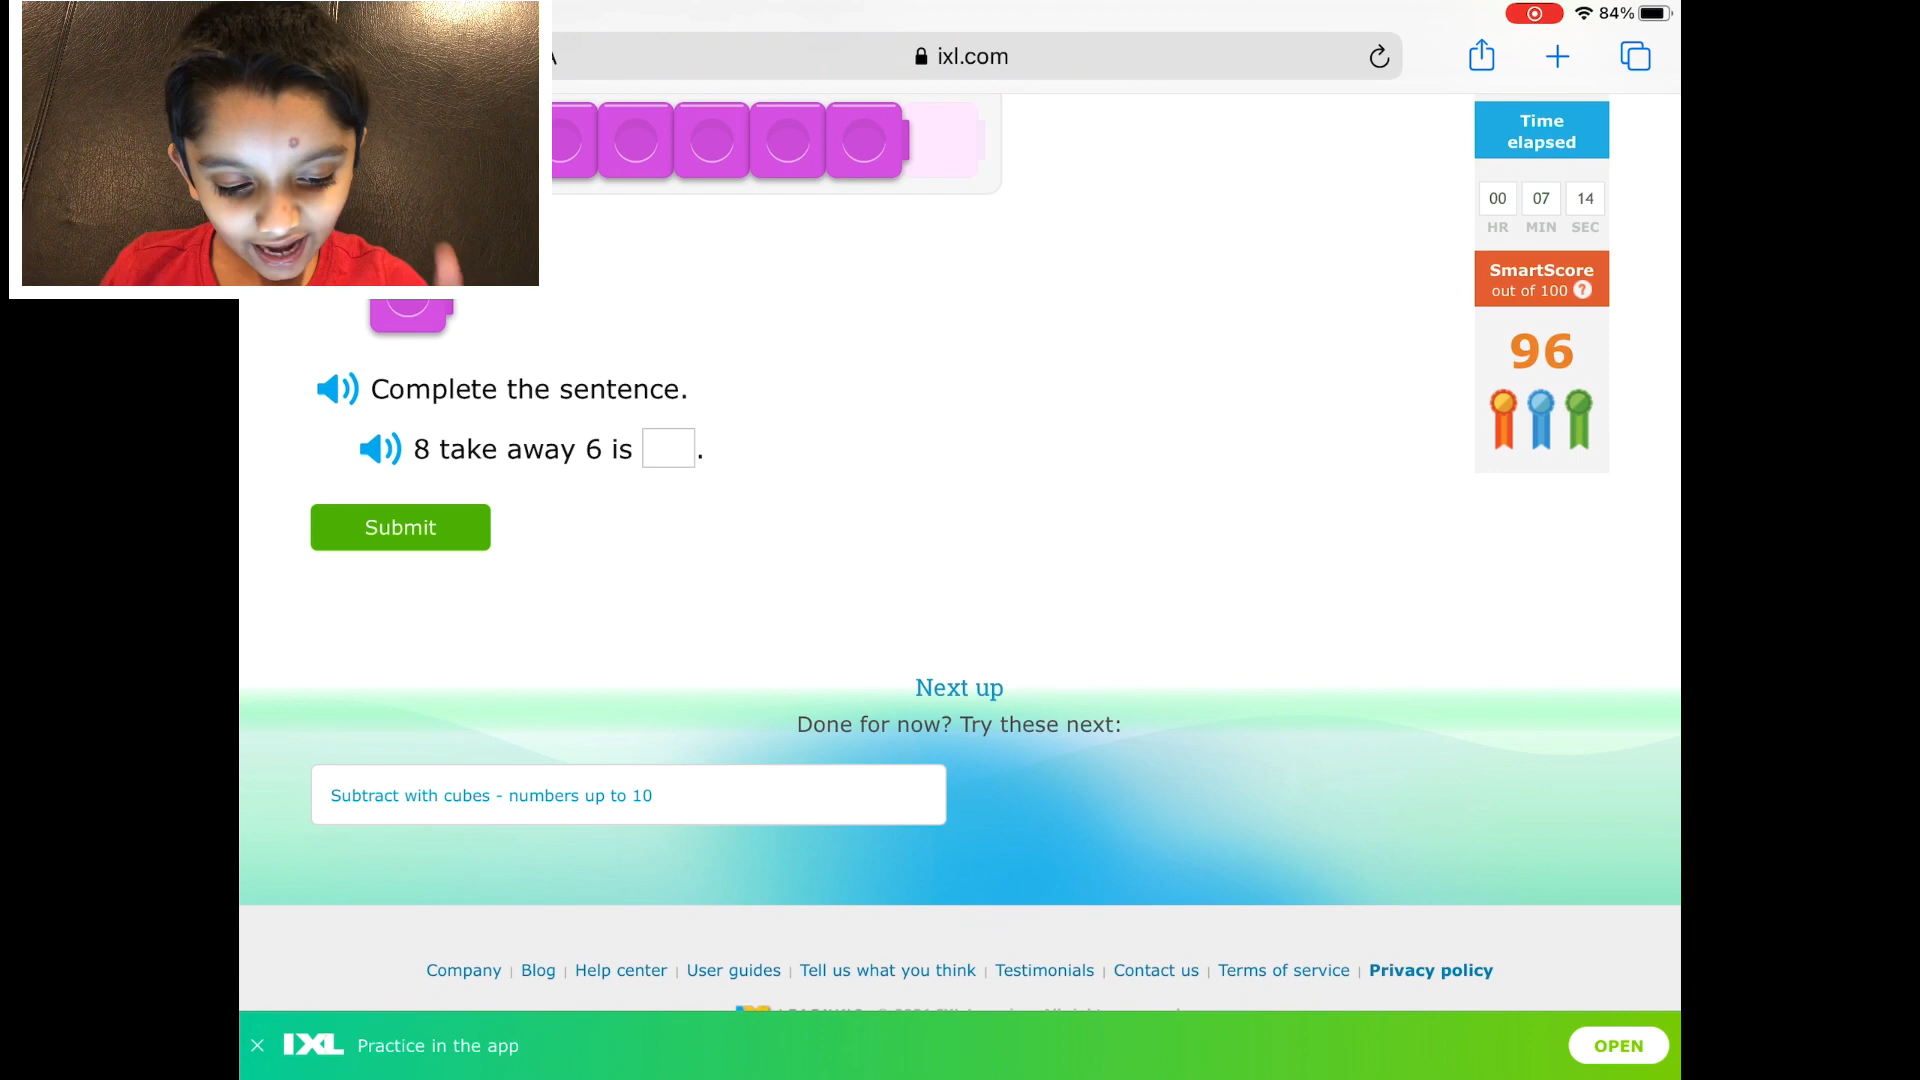 84%
ixl.com
Time
elapsed
00 07 14
HR MIN SEC
SmartScore
out of 100 ?
96
Complete the sentence.
8 take away 6 is .
Submit
Next up
Done for now? Try these next:
Subtract with cubes - numbers up to 10
Company | Blog | Help center | User guides | Tell us what you think | Testimonials | Contact us | Terms of service | Privacy policy
IXL Practice in the app
OPEN